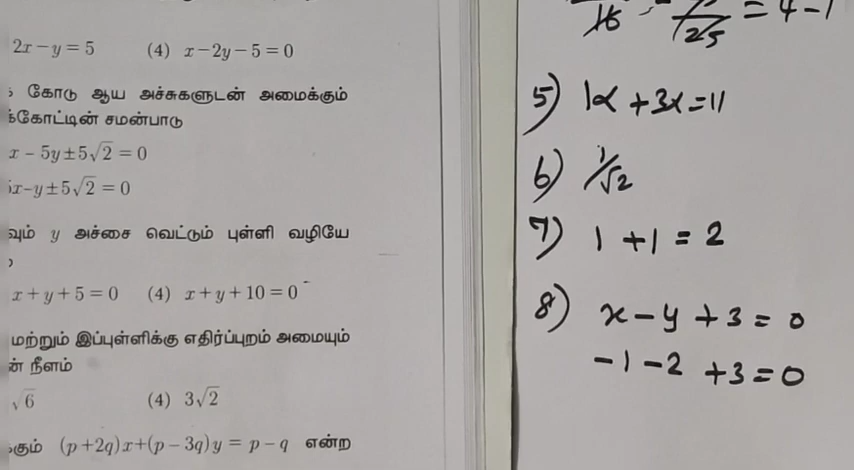 2x − y = 5 (4) x − 2y − 5 = 0
கோடு ஆய அச்சுகளுடன் அமைக்கும்
க்கோட்டின் சமன்பாடு
x − 5y ± 5√2 = 0
x − y ± 5√2 = 0
வும் y அச்சை வெட்டும் புள்ளி வழியே
x + y + 5 = 0 (4) x + y + 10 = 0
மற்றும் இப்புள்ளிக்கு எதிர்ப்புறம் அமையும்
ன் நீளம்
√6 (4) 3√2
கும் (p + 2q)x + (p − 3q)y = p − q என்ற
= 4 − 1
5) 1α + 3x = 11
6) 1/√2
7) 1 + 1 = 2
8) x − y + 3 = 0
−1 − 2 + 3 = 0